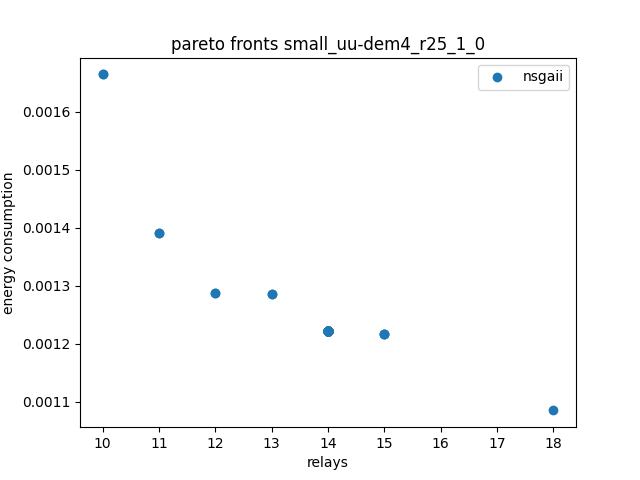 pareto fronts small_uu-dem4_r25_1_0
nsgaii
energy consumption
0.0016
0.0015
0.0014
0.0013
0.0012
0.0011
10 11 12 13 14 15 16 17 18
relays